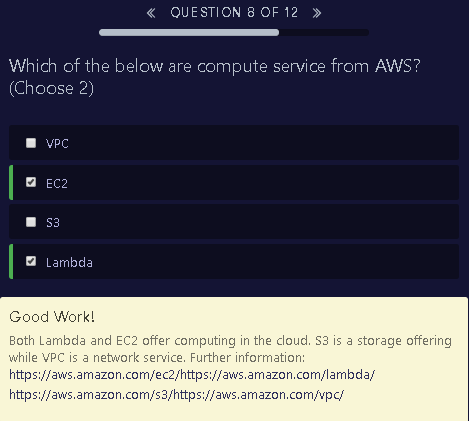 « QUESTION 8 OF 12 »
Which of the below are compute service from AWS?
(Choose 2)
VPC
EC2
S3
Lambda
Good Work!
Both Lambda and EC2 offer computing in the cloud. S3 is a storage offering
while VPC is a network service. Further information:
https://aws.amazon.com/ec2/https://aws.amazon.com/lambda/
https://aws.amazon.com/s3/https://aws.amazon.com/vpc/